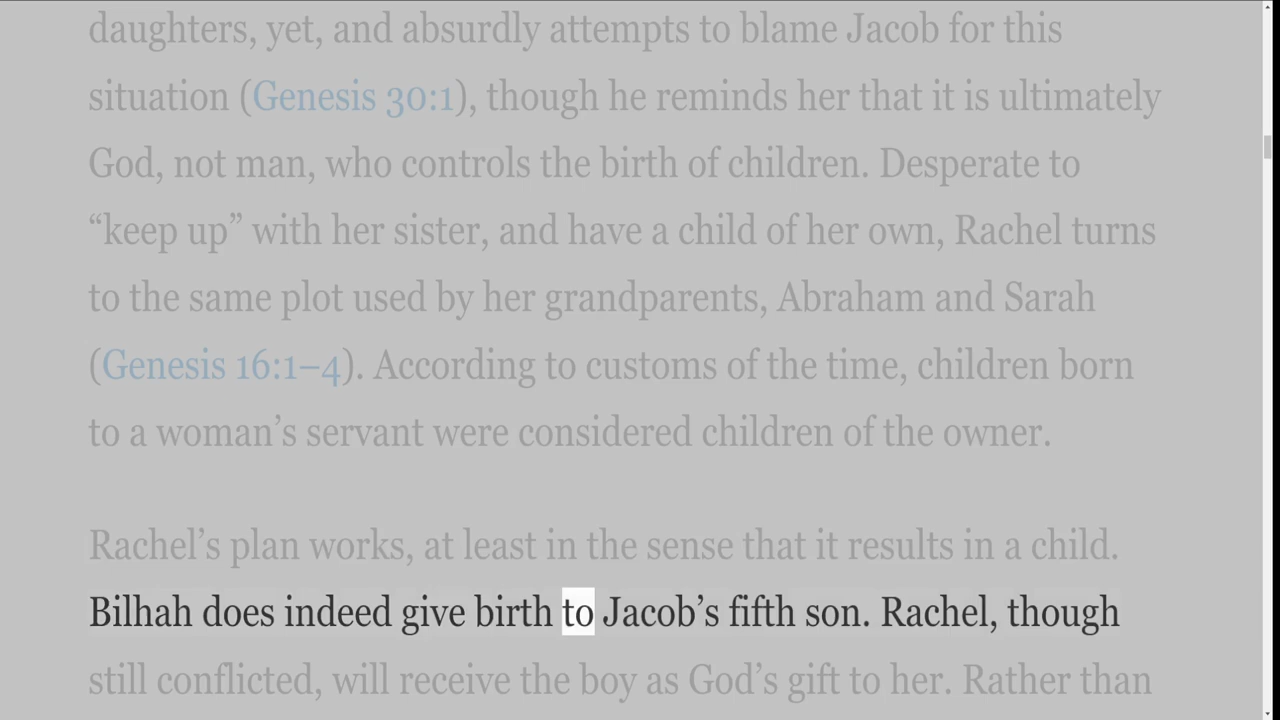 daughters, yet, and absurdly attempts to blame Jacob for this
situation (Genesis 30:1), though he reminds her that it is ultimately
God, not man, who controls the birth of children. Desperate to
“keep up” with her sister, and have a child of her own, Rachel turns
to the same plot used by her grandparents, Abraham and Sarah
(Genesis 16:1–4). According to customs of the time, children born
to a woman’s servant were considered children of the owner.
Rachel’s plan works, at least in the sense that it results in a child.
Bilhah does indeed give birth to Jacob’s fifth son. Rachel, though
still conflicted, will receive the boy as God’s gift to her. Rather than